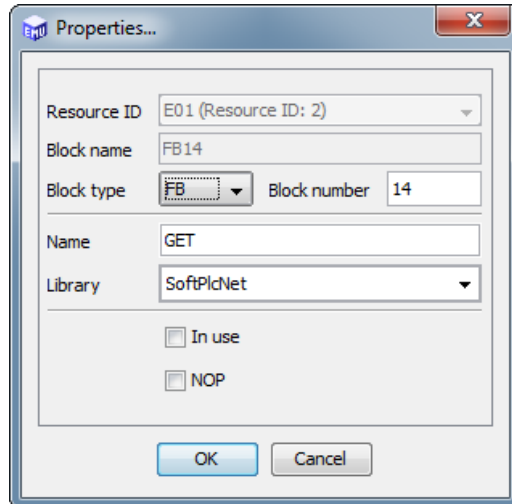 EMU Properties...
Resource ID E01 (Resource ID: 2)
Block name FB14
Block type FB Block number 14
Name GET
Library SoftPlcNet
In use
NOP
OK Cancel